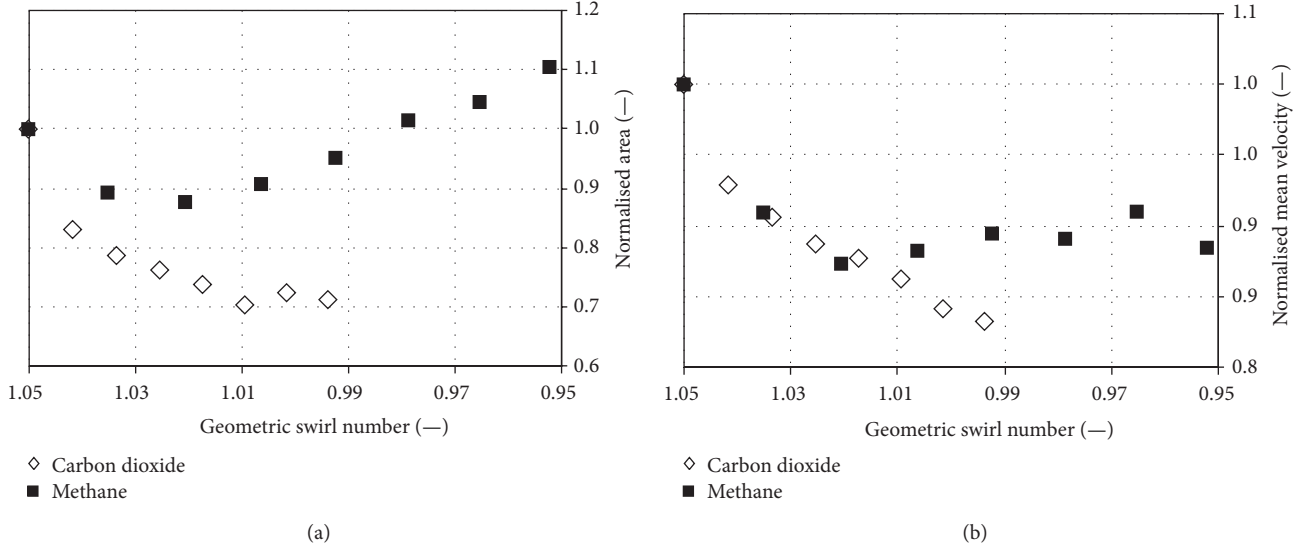 1.2
1.1
1.0
0.9
0.8
0.7
0.6
Normalised area (—)
1.05 1.03 1.01 0.99 0.97 0.95
Geometric swirl number (—)
Carbon dioxide
Methane
(a)
1.1
1.0
1.0
0.9
0.9
0.8
Normalised mean velocity (—)
1.05 1.03 1.01 0.99 0.97 0.95
Geometric swirl number (—)
Carbon dioxide
Methane
(b)